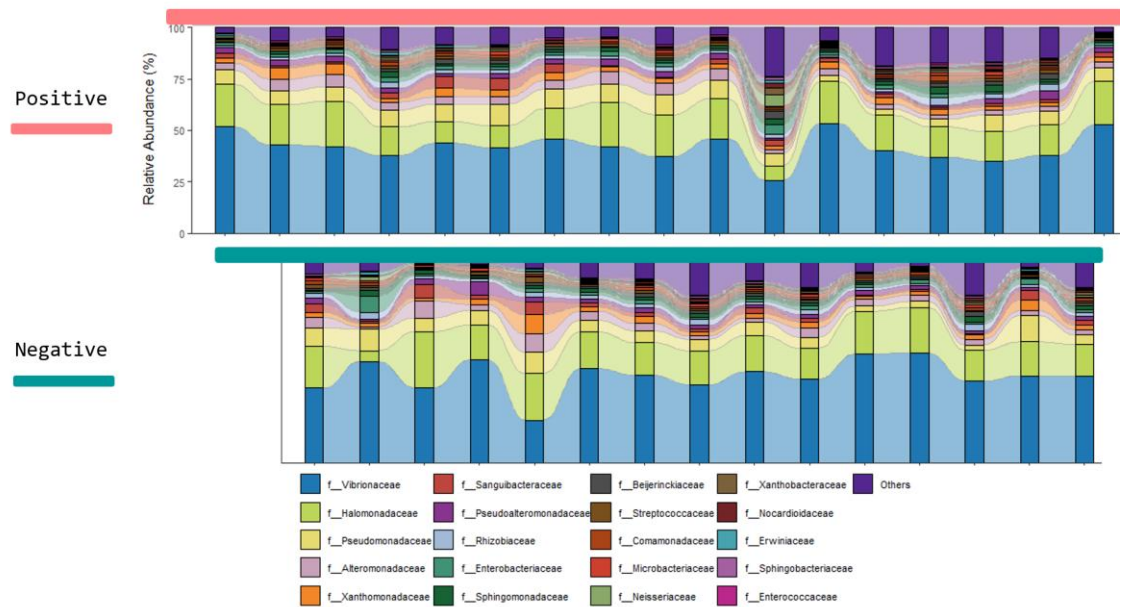 100
75
50
25
0
Relative Abundance (%)
Positive
Negative
f__Vibrionaceae f__Sanguibacteraceae f__Beijerinckiaceae f__Xanthobacteraceae Others
f__Halomonadaceae f__Pseudoalteromonadaceae f__Streptococcaceae f__Nocardioidaceae
f__Pseudomonadaceae f__Rhizobiaceae f__Comamonadaceae f__Erwiniaceae
f__Alteromonadaceae f__Enterobacteriaceae f__Microbacteriaceae f__Sphingobacteriaceae
f__Xanthomonadaceae f__Sphingomonadaceae f__Neisseriaceae f__Enterococcaceae